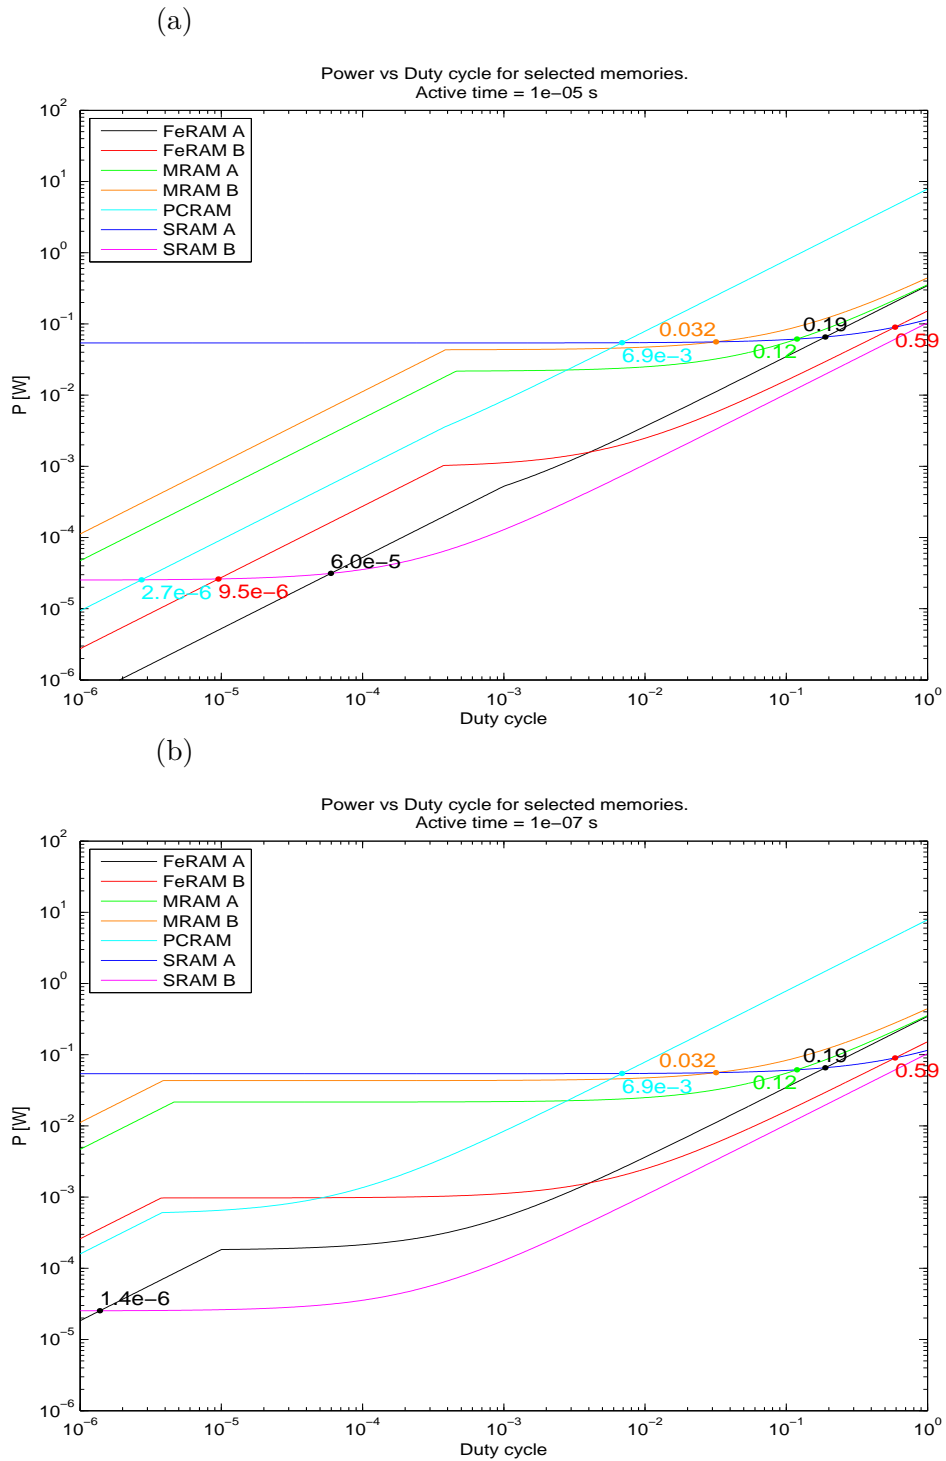 (a)
Power vs Duty cycle for selected memories.
Active time = 1e−05 s
10^2
10^1
10^0
10^−1
10^−2
10^−3
10^−4
10^−5
10^−6
P [W]
FeRAM A
FeRAM B
MRAM A
MRAM B
PCRAM
SRAM A
SRAM B
0.032
0.19
6.9e−3
0.12
0.59
6.0e−5
2.7e−6
9.5e−6
10^−6 10^−5 10^−4 10^−3 10^−2 10^−1 10^0
Duty cycle
(b)
Power vs Duty cycle for selected memories.
Active time = 1e−07 s
10^2
10^1
10^0
10^−1
10^−2
10^−3
10^−4
10^−5
10^−6
P [W]
FeRAM A
FeRAM B
MRAM A
MRAM B
PCRAM
SRAM A
SRAM B
0.032
0.19
6.9e−3
0.12
0.59
1.4e−6
10^−6 10^−5 10^−4 10^−3 10^−2 10^−1 10^0
Duty cycle